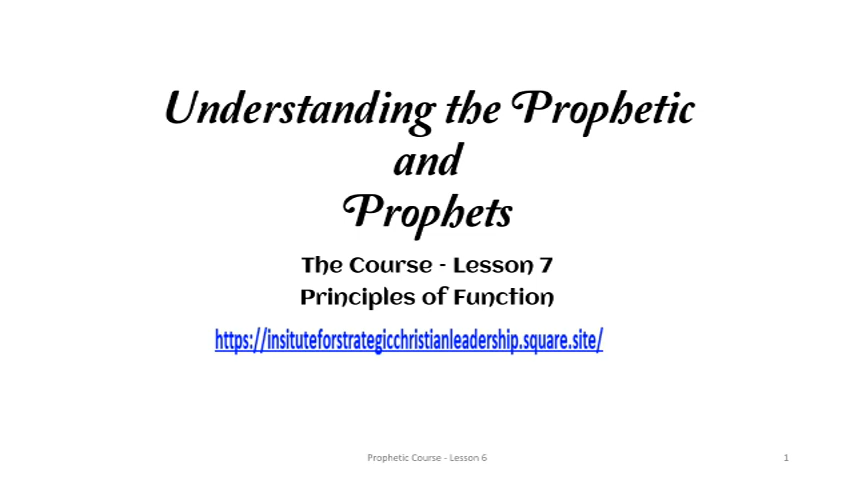 Understanding the Prophetic
and
Prophets
The Course - Lesson 7
Principles of Function
https://insituteforstrategicchristianleadership.square.site/
Prophetic Course - Lesson 6
1